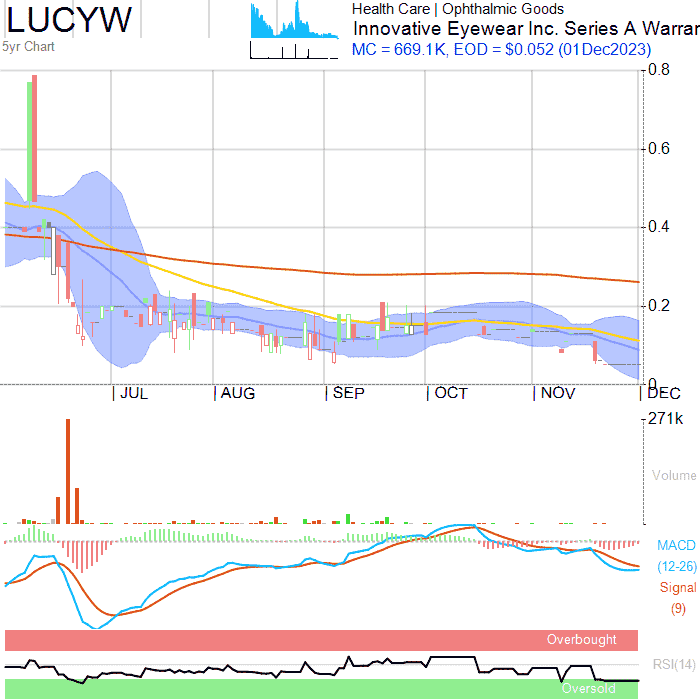 LUCYW
5yr Chart
Health Care | Ophthalmic Goods
Innovative Eyewear Inc. Series A Warrar
MC = 669.1K, EOD = $0.052 (01Dec2023)
0.8
0.6
0.4
0.2
0
JUL
AUG
SEP
OCT
NOV
DEC
271k
Volume
MACD
(12-26)
Signal
(9)
Overbought
RSI(14)
Oversold